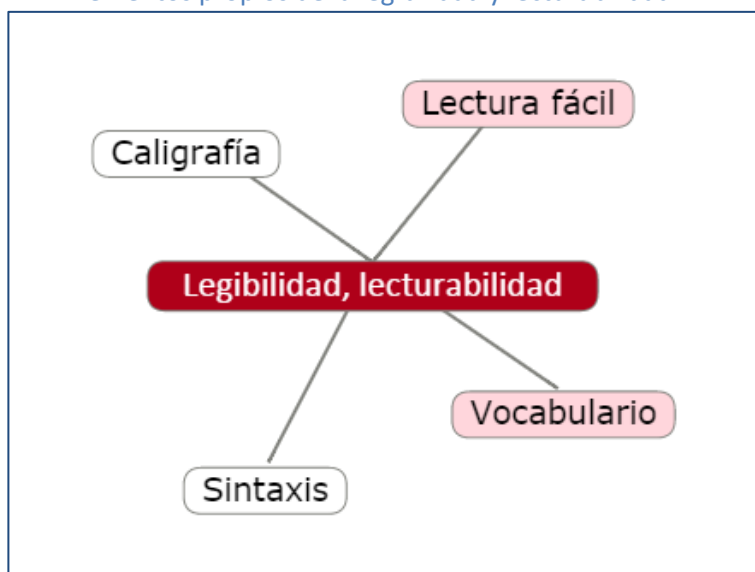 Lectura fácil
Caligrafía
Legibilidad, lecturabilidad
Vocabulario
Sintaxis